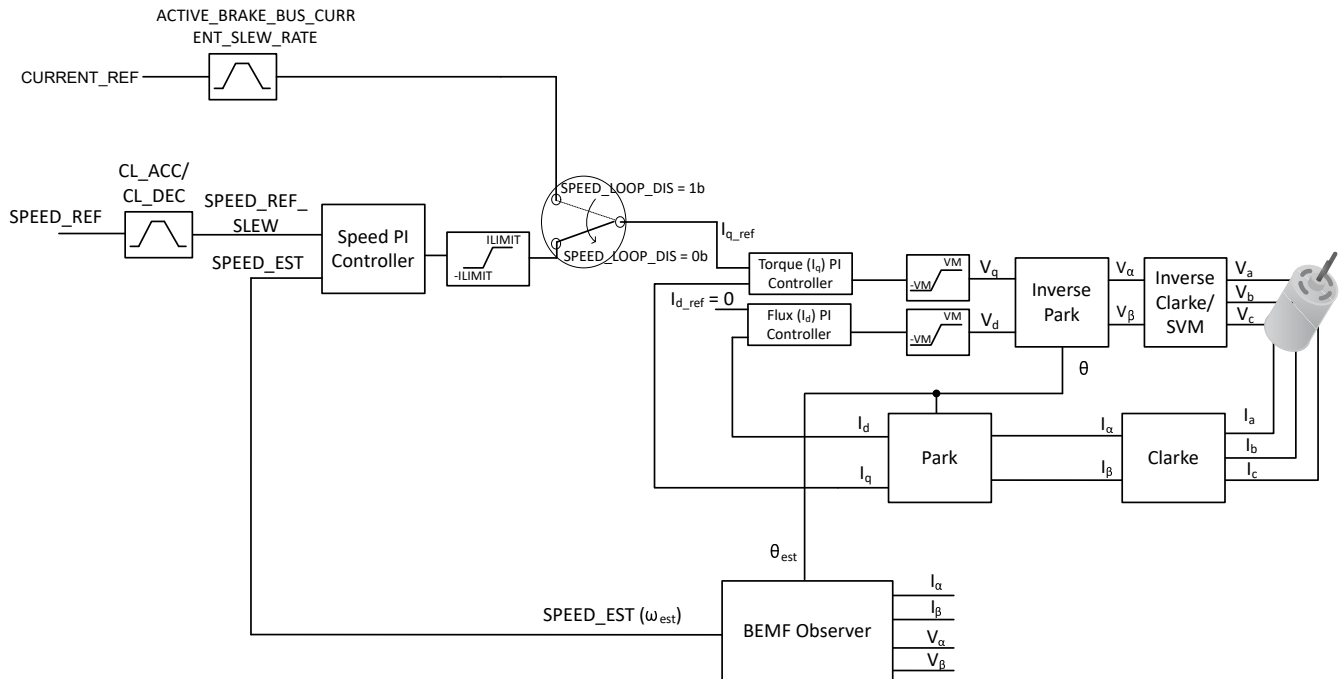 ACTIVE_BRAKE_BUS_CURR
ENT_SLEW_RATE
CURRENT_REF
CL_ACC/
CL_DEC
SPEED_REF
SPEED_REF_
SLEW
SPEED_EST
Speed PI
Controller
ILIMIT
-ILIMIT
SPEED_LOOP_DIS = 1b
SPEED_LOOP_DIS = 0b
Iq_ref
Torque (Iq) PI
Controller
Id_ref = 0
Flux (Id) PI
Controller
VM
-VM
VM
-VM
Vq
Vd
Inverse
Park
Vα
Vβ
Inverse
Clarke/
SVM
Va
Vb
Vc
θ
Id
Iq
Park
Iα
Iβ
Clarke
Ia
Ib
Ic
θest
SPEED_EST (ωest)
BEMF Observer
Iα
Iβ
Vα
Vβ